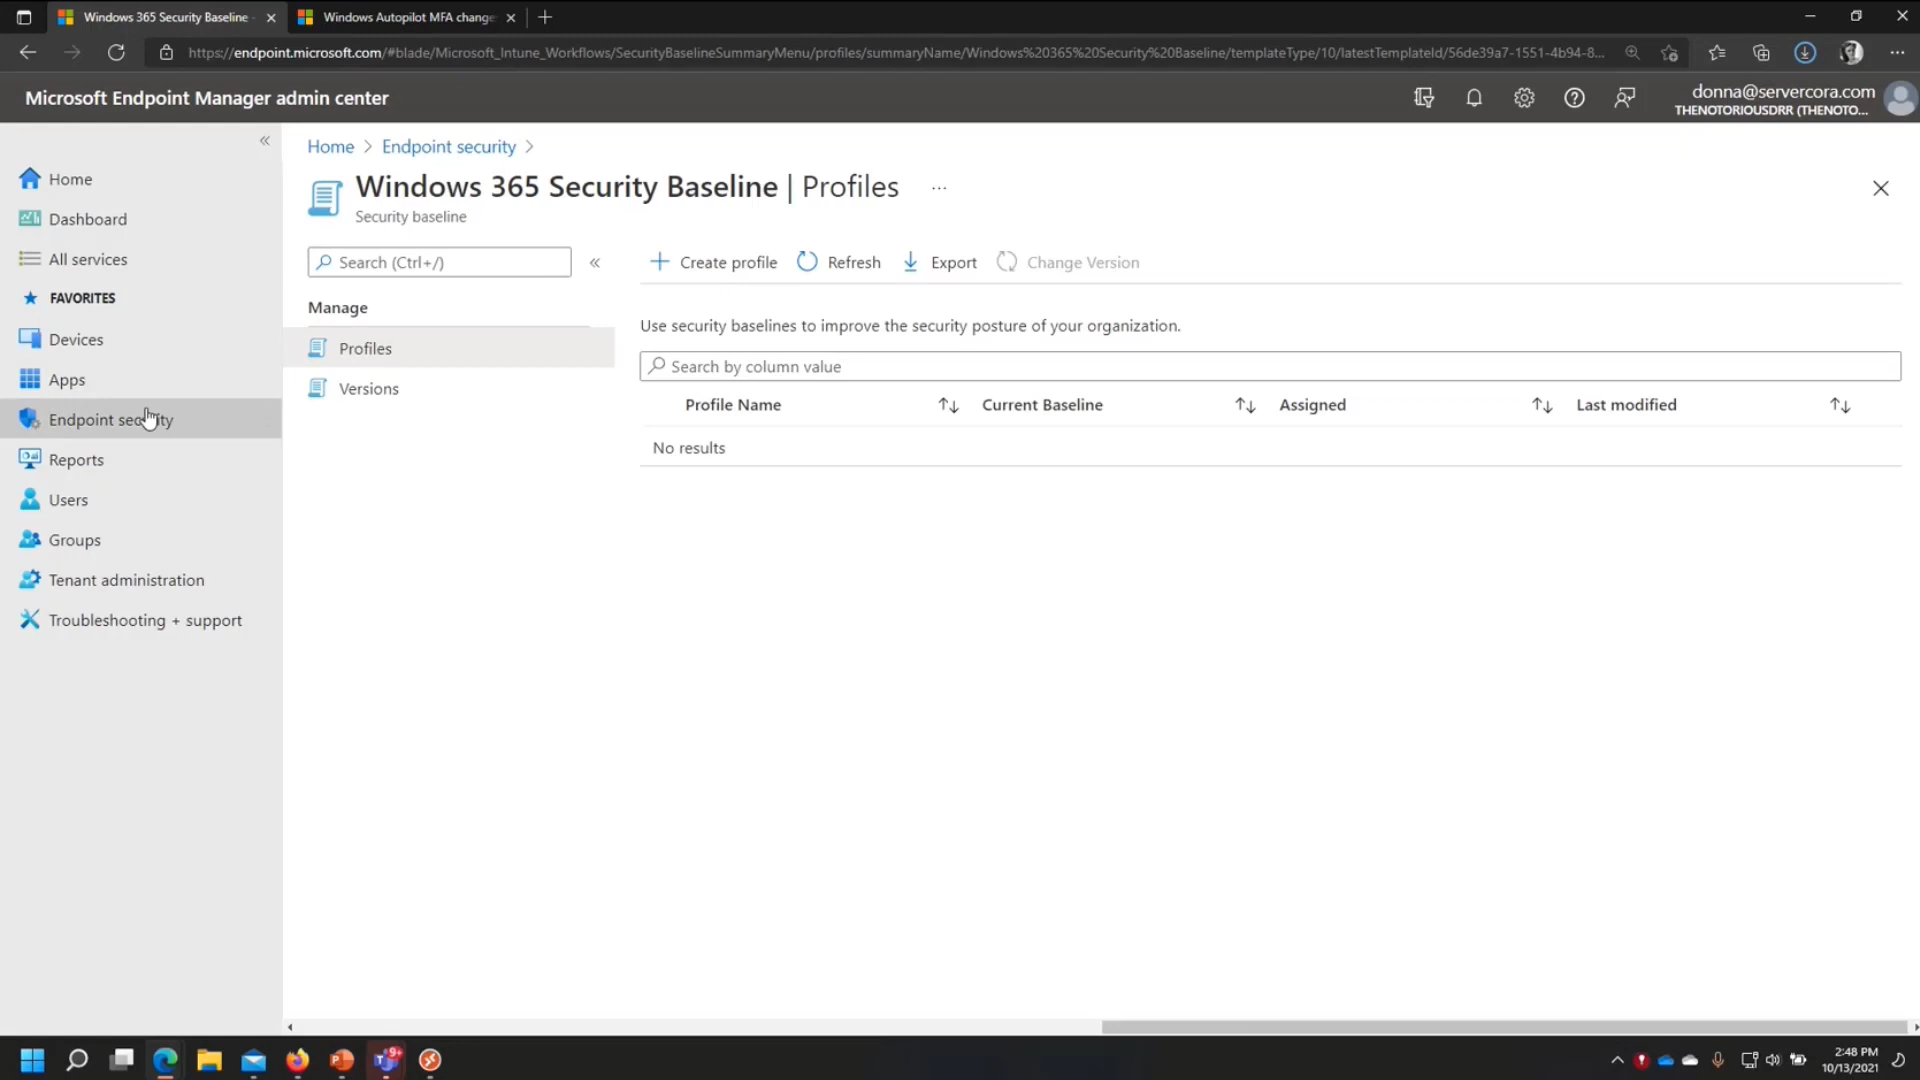 Windows 365 Security Baseline -
Windows Autopilot MFA change
https://endpoint.microsoft.com/#blade/Microsoft_Intune_Workflows/SecurityBaselineSummaryMenu/profiles/summaryName/Windows%20365%20Security%20Baseline/templateType/10/latestTemplateId/56de39a7-1551-4b94-8...
Microsoft Endpoint Manager admin center
donna@servercora.com
THENOTORIOUSDRR (THENOTO...
Home
Dashboard
All services
FAVORITES
Devices
Apps
Endpoint security
Reports
Users
Groups
Tenant administration
Troubleshooting + support
Home > Endpoint security >
Windows 365 Security Baseline | Profiles ...
Security baseline
Search (Ctrl+/)
Manage
Profiles
Versions
Create profile
Refresh
Export
Change Version
Use security baselines to improve the security posture of your organization.
Search by column value
Profile Name
Current Baseline
Assigned
Last modified
No results
9+
2:48 PM
10/13/2021